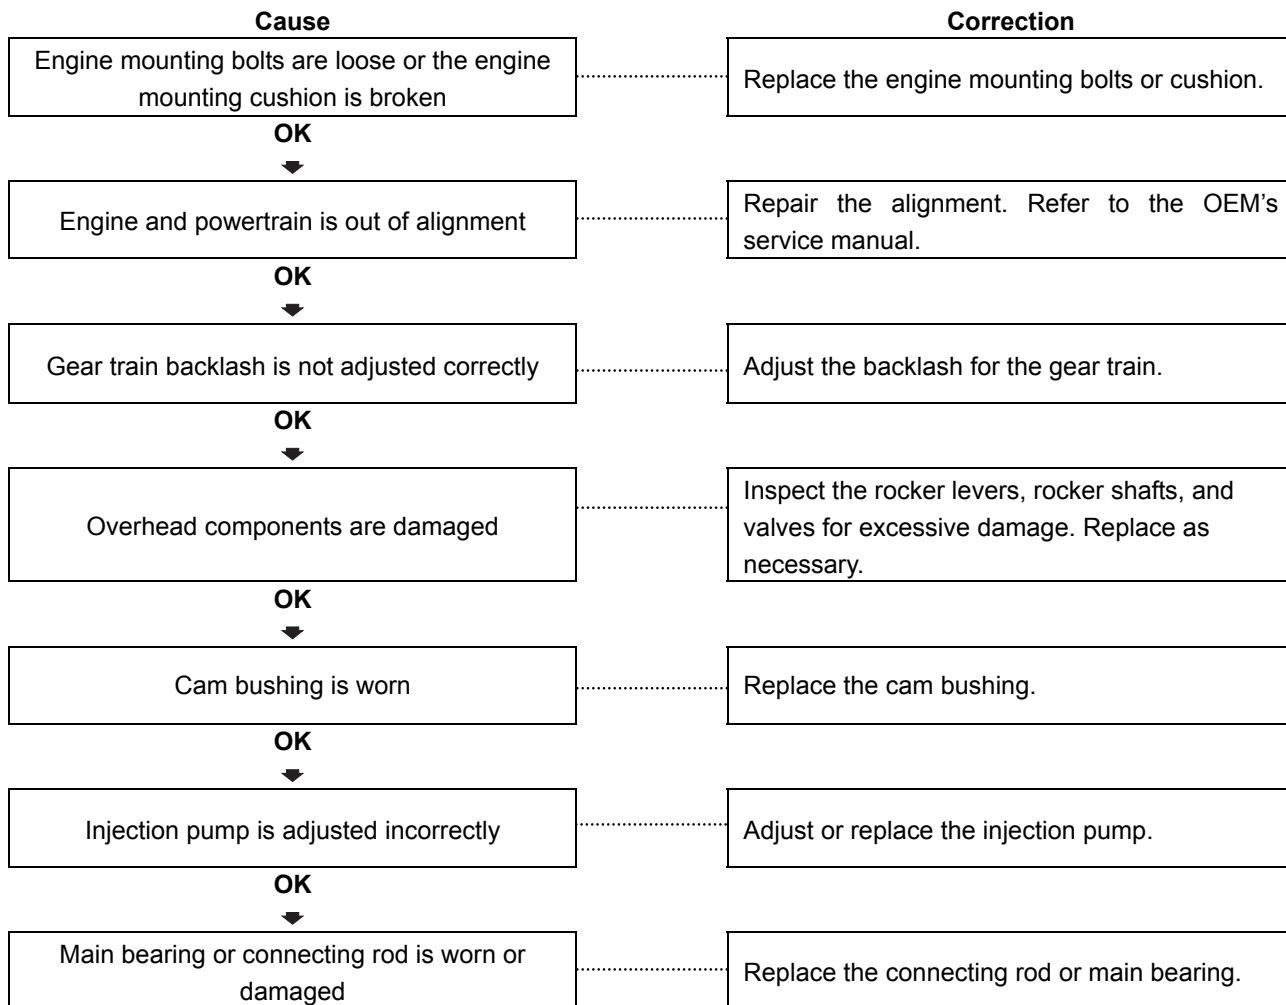 Cause
Correction
Engine mounting bolts are loose or the engine
mounting cushion is broken
Replace the engine mounting bolts or cushion.
OK
Engine and powertrain is out of alignment
Repair the alignment. Refer to the OEM’s
service manual.
OK
Gear train backlash is not adjusted correctly
Adjust the backlash for the gear train.
OK
Overhead components are damaged
Inspect the rocker levers, rocker shafts, and
valves for excessive damage. Replace as
necessary.
OK
Cam bushing is worn
Replace the cam bushing.
OK
Injection pump is adjusted incorrectly
Adjust or replace the injection pump.
OK
Main bearing or connecting rod is worn or
damaged
Replace the connecting rod or main bearing.